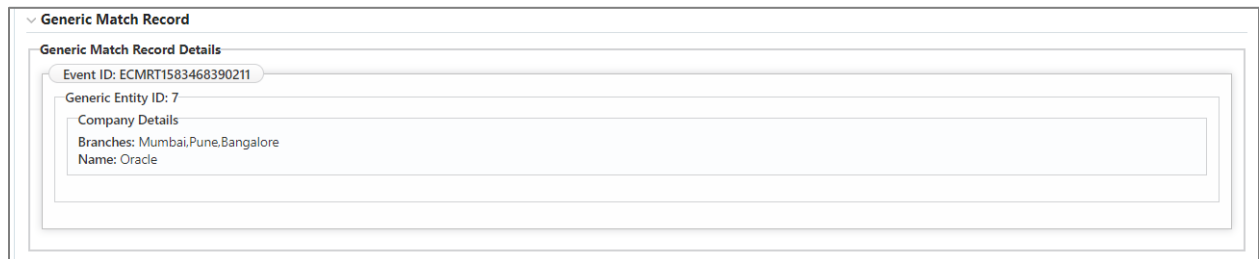 Generic Match Record
Generic Match Record Details
Event ID: ECMRT1583468390211
Generic Entity ID: 7
Company Details
Branches: Mumbai,Pune,Bangalore
Name: Oracle